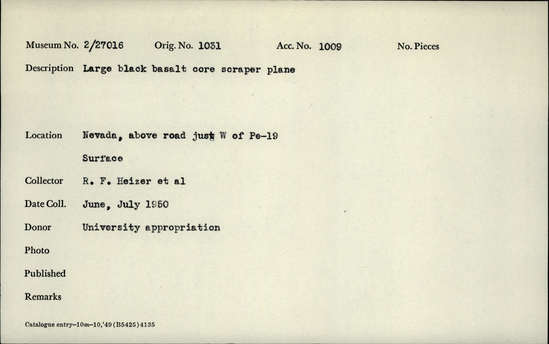 Museum No. 2/27016 Orig. No. 1031 Acc. No. 1009 No. Pieces
Description Large black basalt core scraper plane
Location Nevada, above road just W of Pe-19
Surface
Collector R. F. Heizer et al
Date Coll. June, July 1950
Donor University appropriation
Photo
Published
Remarks
Catalogue entry—10m—10,'49 (B5425) 4135